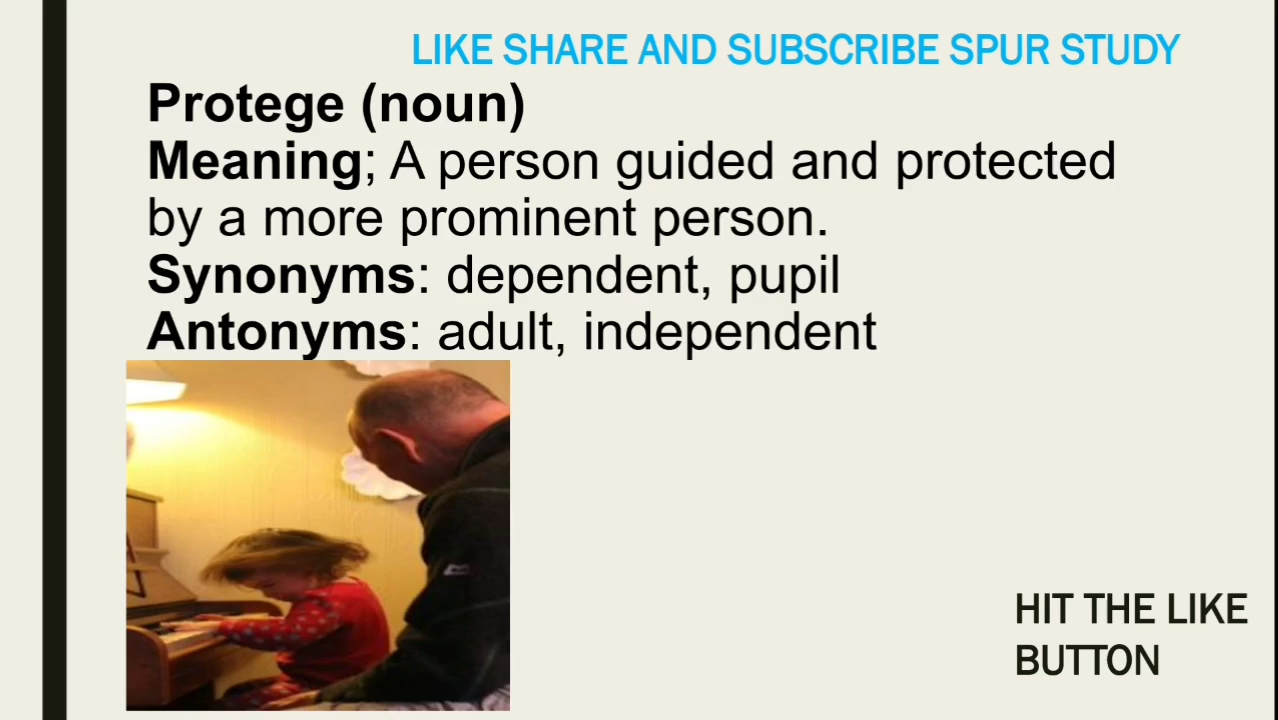 LIKE SHARE AND SUBSCRIBE SPUR STUDY
Protege (noun)
Meaning; A person guided and protected
by a more prominent person.
Synonyms: dependent, pupil
Antonyms: adult, independent
HIT THE LIKE
BUTTON